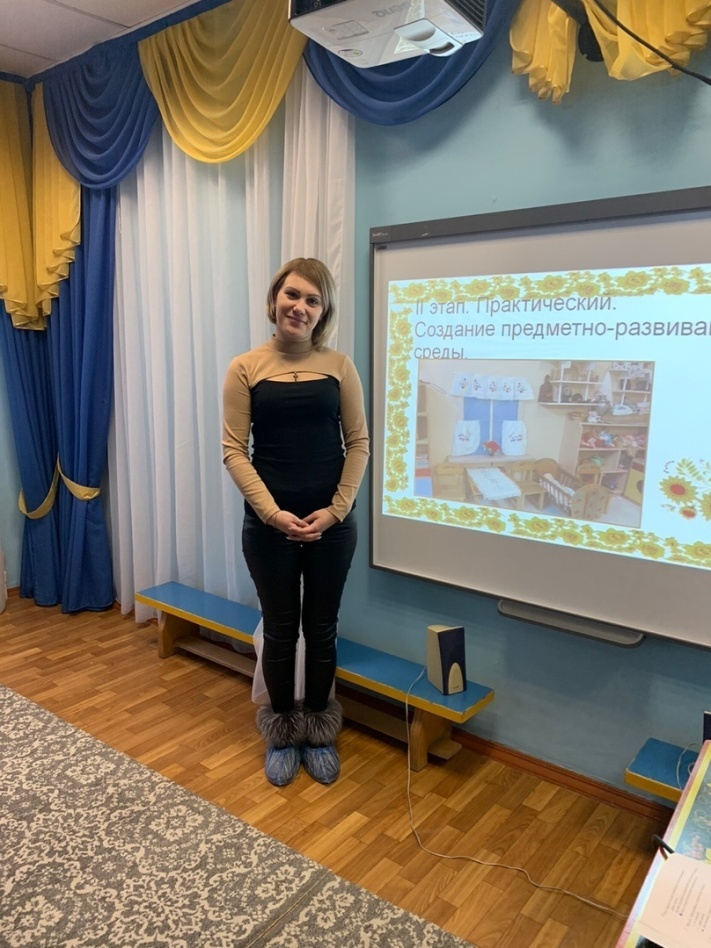 II этап. Практический.
Создание предметно-развива
среды.